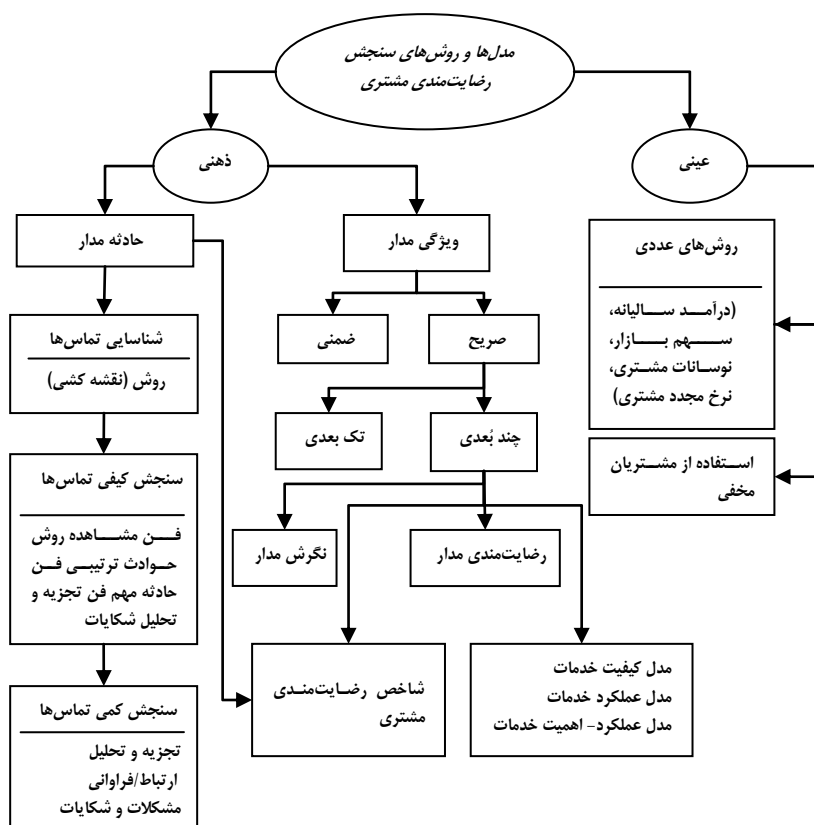 مدل‌ها و روش‌های سنجش
رضایت‌مندی مشتری
عینی
ذهنی
روش‌های عددی
(درآمد سالیانه،
سهم بازار،
نوسانات مشتری،
نرخ مجدد مشتری)
استفاده از مشتریان
مخفی
ویژگی مدار
حادثه مدار
صریح
ضمنی
چند بُعدی
تک بعدی
رضایت‌مندی مدار
نگرش مدار
مدل کیفیت خدمات
مدل عملکرد خدمات
مدل عملکرد- اهمیت خدمات
شاخص رضایت‌مندی
مشتری
شناسایی تماس‌ها
روش (نقشه کشی)
سنجش کیفی تماس‌ها
فن مشاهده روش
حوادث ترتیبی فن
حادثه مهم فن تجزیه و
تحلیل شکایات
سنجش کمی تماس‌ها
تجزیه و تحلیل
ارتباط/فراوانی
مشکلات و شکایات